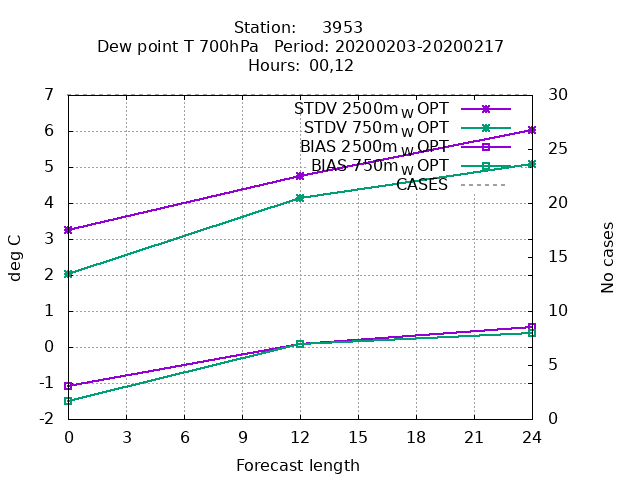 Station: 3953
Dew point T 700hPa Period: 20200203-20200217
Hours: 00,12
7 30
6 25
5 20
4 15
3 10
2 5
1 0
0
-1
-2
STDV 2500m W OPT
STDV 750m W OPT
BIAS 2500m W OPT
BIAS 750m W OPT
CASES
deg C
No cases
0 3 6 9 12 15 18 21 24
Forecast length